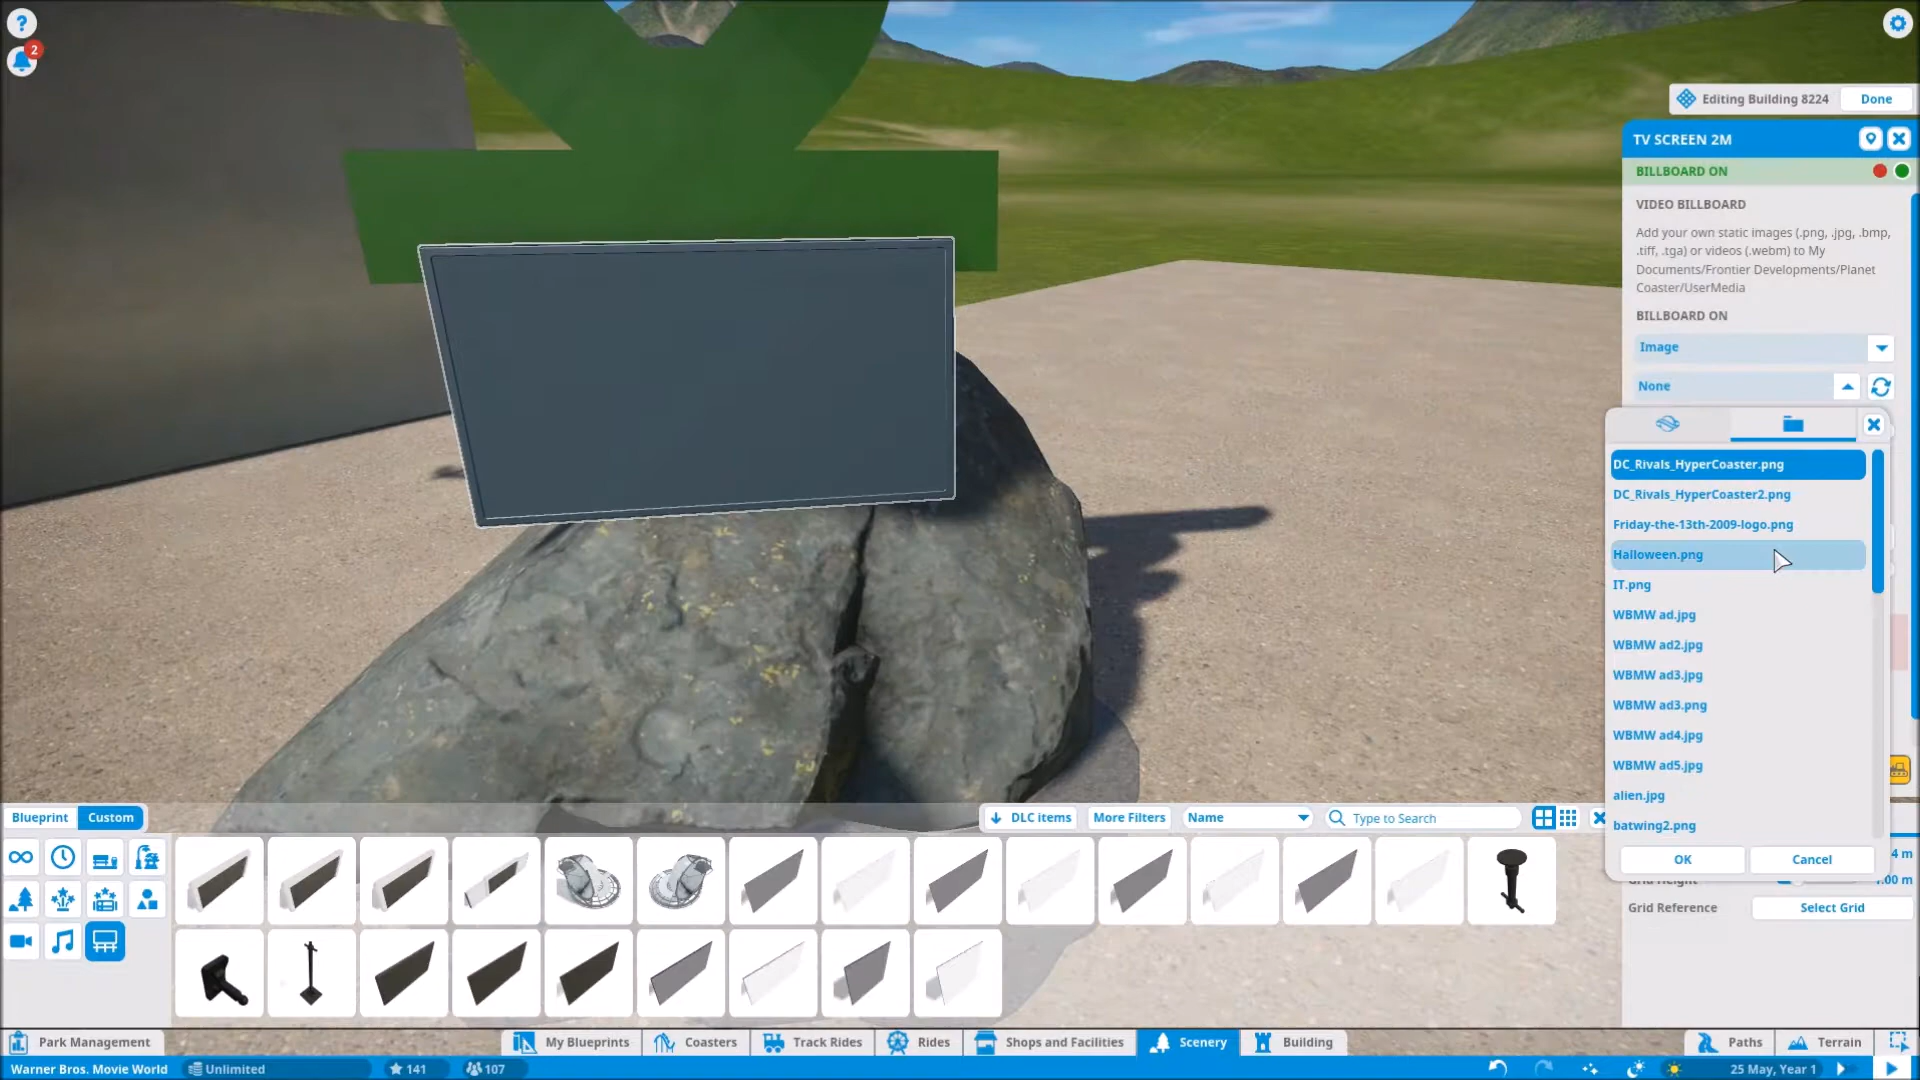 ?
2
Editing Building 8224
Done
TV SCREEN 2M
BILLBOARD ON
VIDEO BILLBOARD
Add your own static images (.png, .jpg, .bmp,
.tiff, .tga) or videos (.webm) to My
Documents/Frontier Developments/Planet
Coaster/UserMedia
BILLBOARD ON
Image
None
DC_Rivals_HyperCoaster.png
DC_Rivals_HyperCoaster2.png
Friday-the-13th-2009-logo.png
Halloween.png
IT.png
WBMW ad.jpg
WBMW ad2.jpg
WBMW ad3.jpg
WBMW ad3.png
WBMW ad4.jpg
WBMW ad5.jpg
alien.jpg
batwing2.png
OK
Cancel
4 m
Grid Height
1.00 m
Grid Reference
Select Grid
Blueprint
Custom
DLC items
More Filters
Name
Type to Search
Park Management
My Blueprints
Coasters
Track Rides
Rides
Shops and Facilities
Scenery
Building
Paths
Terrain
Warner Bros. Movie World
Unlimited
141
107
25 May, Year 1